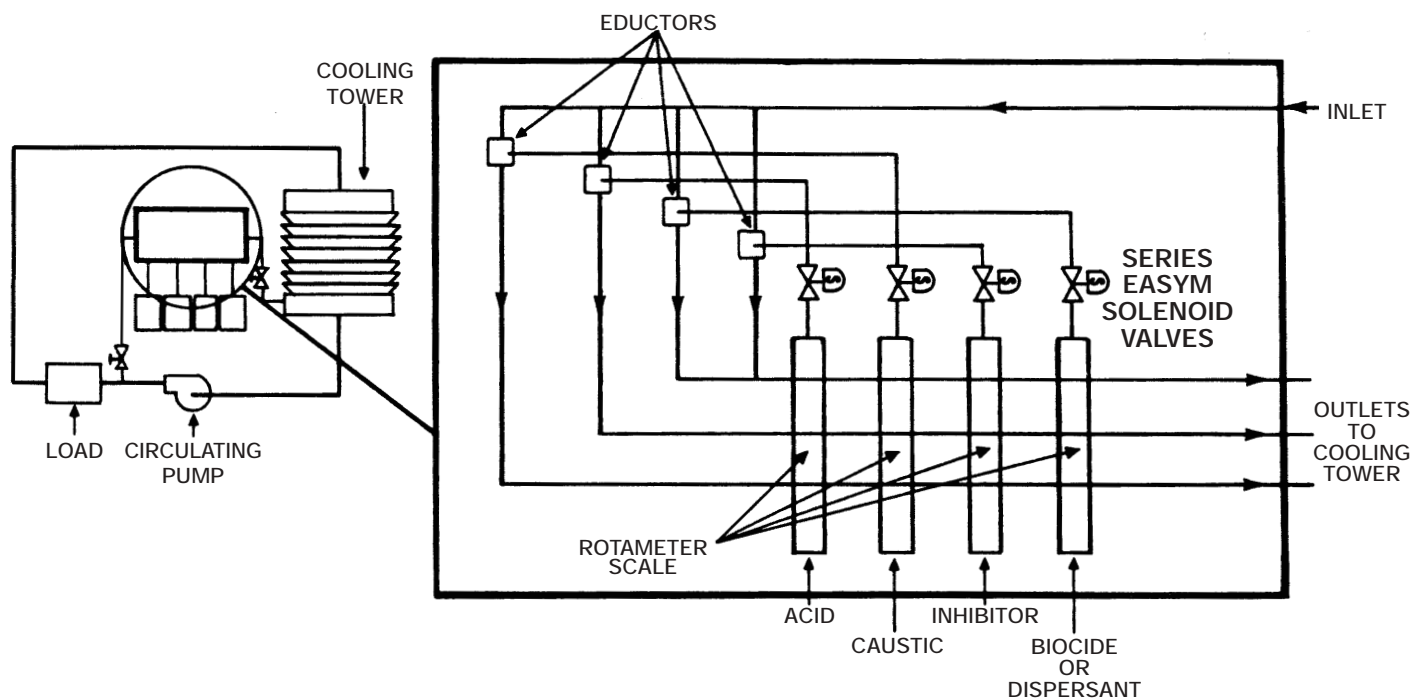 EDUCTORS
COOLING
TOWER
INLET
SERIES
EASYM
SOLENOID
VALVES
S
S
S
S
LOAD
CIRCULATING
PUMP
OUTLETS
TO
COOLING
TOWER
ROTAMETER
SCALE
ACID
CAUSTIC
INHIBITOR
BIOCIDE
OR
DISPERSANT